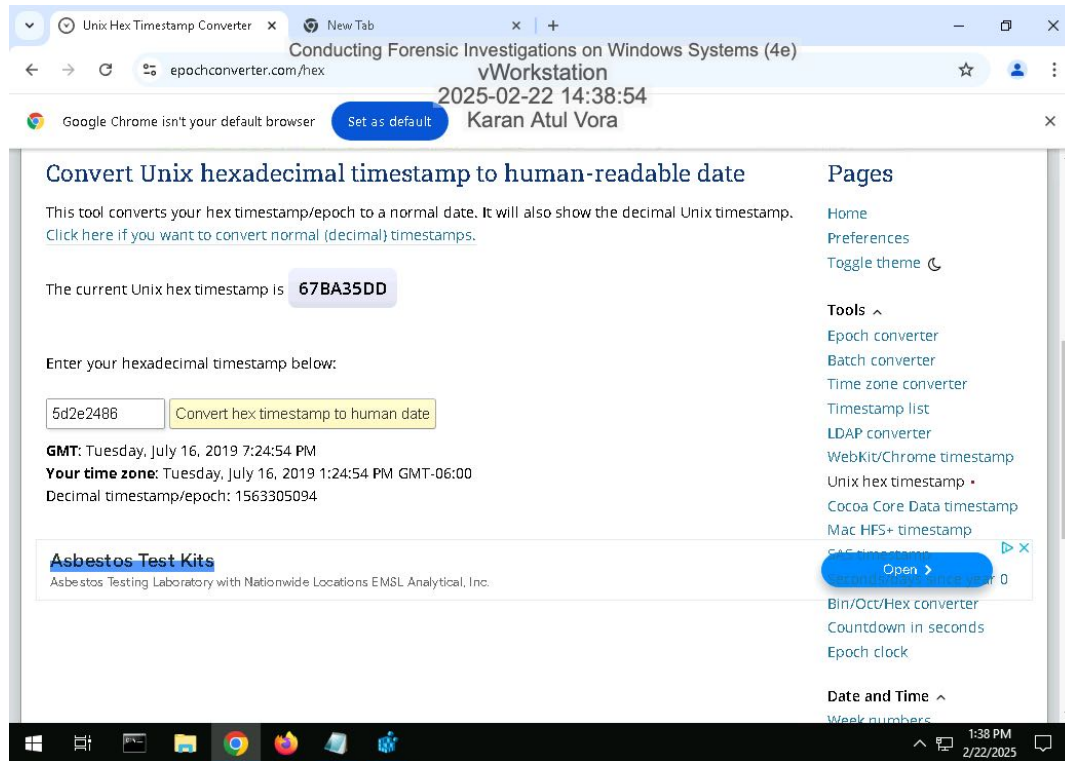 Unix Hex Timestamp Converter
New Tab
Conducting Forensic Investigations on Windows Systems (4e)
epochconverter.com/hex
vWorkstation
2025-02-22 14:38:54
Google Chrome isn't your default browser
Set as default
Karan Atul Vora
Convert Unix hexadecimal timestamp to human-readable date
This tool converts your hex timestamp/epoch to a normal date. It will also show the decimal Unix timestamp.
Click here if you want to convert normal (decimal) timestamps.
The current Unix hex timestamp is 67BA35DD
Enter your hexadecimal timestamp below:
5d2e2486 Convert hex timestamp to human date
GMT: Tuesday, July 16, 2019 7:24:54 PM
Your time zone: Tuesday, July 16, 2019 1:24:54 PM GMT-06:00
Decimal timestamp/epoch: 1563305094
Asbestos Test Kits
Asbestos Testing Laboratory with Nationwide Locations EMSL Analytical, Inc.
Open
Pages
Home
Preferences
Toggle theme
Tools
Epoch converter
Batch converter
Time zone converter
Timestamp list
LDAP converter
WebKit/Chrome timestamp
Unix hex timestamp •
Cocoa Core Data timestamp
Mac HFS+ timestamp
SAS timestamp
Seconds/days since year 0
Bin/Oct/Hex converter
Countdown in seconds
Epoch clock
Date and Time
Week numbers
1:38 PM
2/22/2025